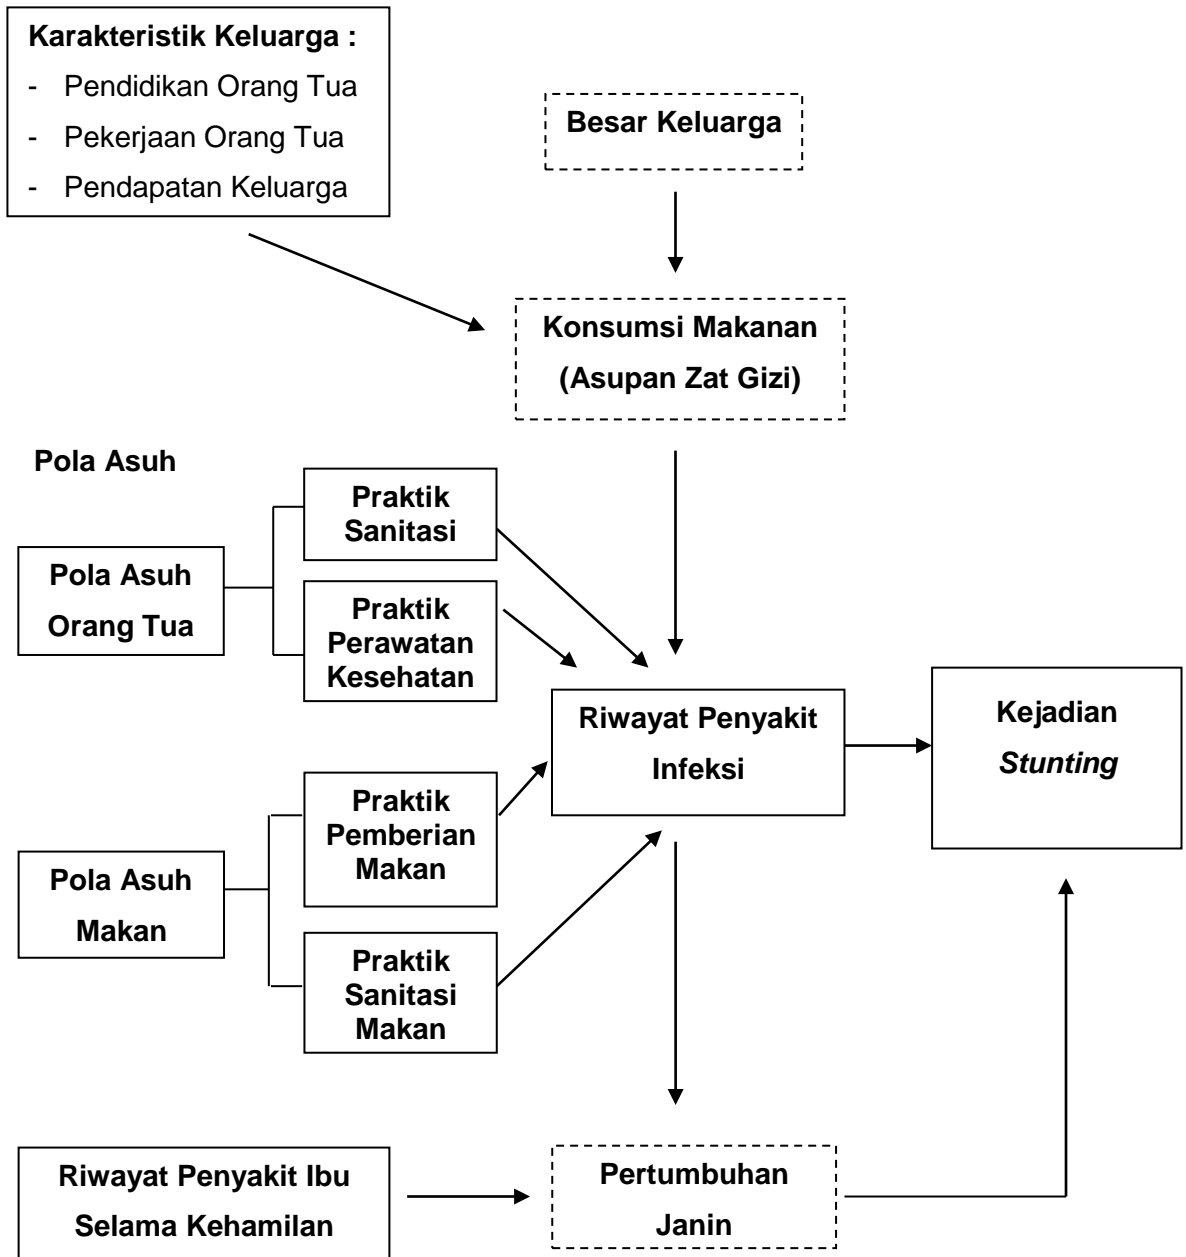 Karakteristik Keluarga :
- Pendidikan Orang Tua
- Pekerjaan Orang Tua
- Pendapatan Keluarga
Besar Keluarga
Konsumsi Makanan
(Asupan Zat Gizi)
Pola Asuh
Praktik
Sanitasi
Pola Asuh
Orang Tua
Praktik
Perawatan
Kesehatan
Riwayat Penyakit
Infeksi
Kejadian
Stunting
Praktik
Pemberian
Makan
Pola Asuh
Makan
Praktik
Sanitasi
Makan
Riwayat Penyakit Ibu
Selama Kehamilan
Pertumbuhan
Janin